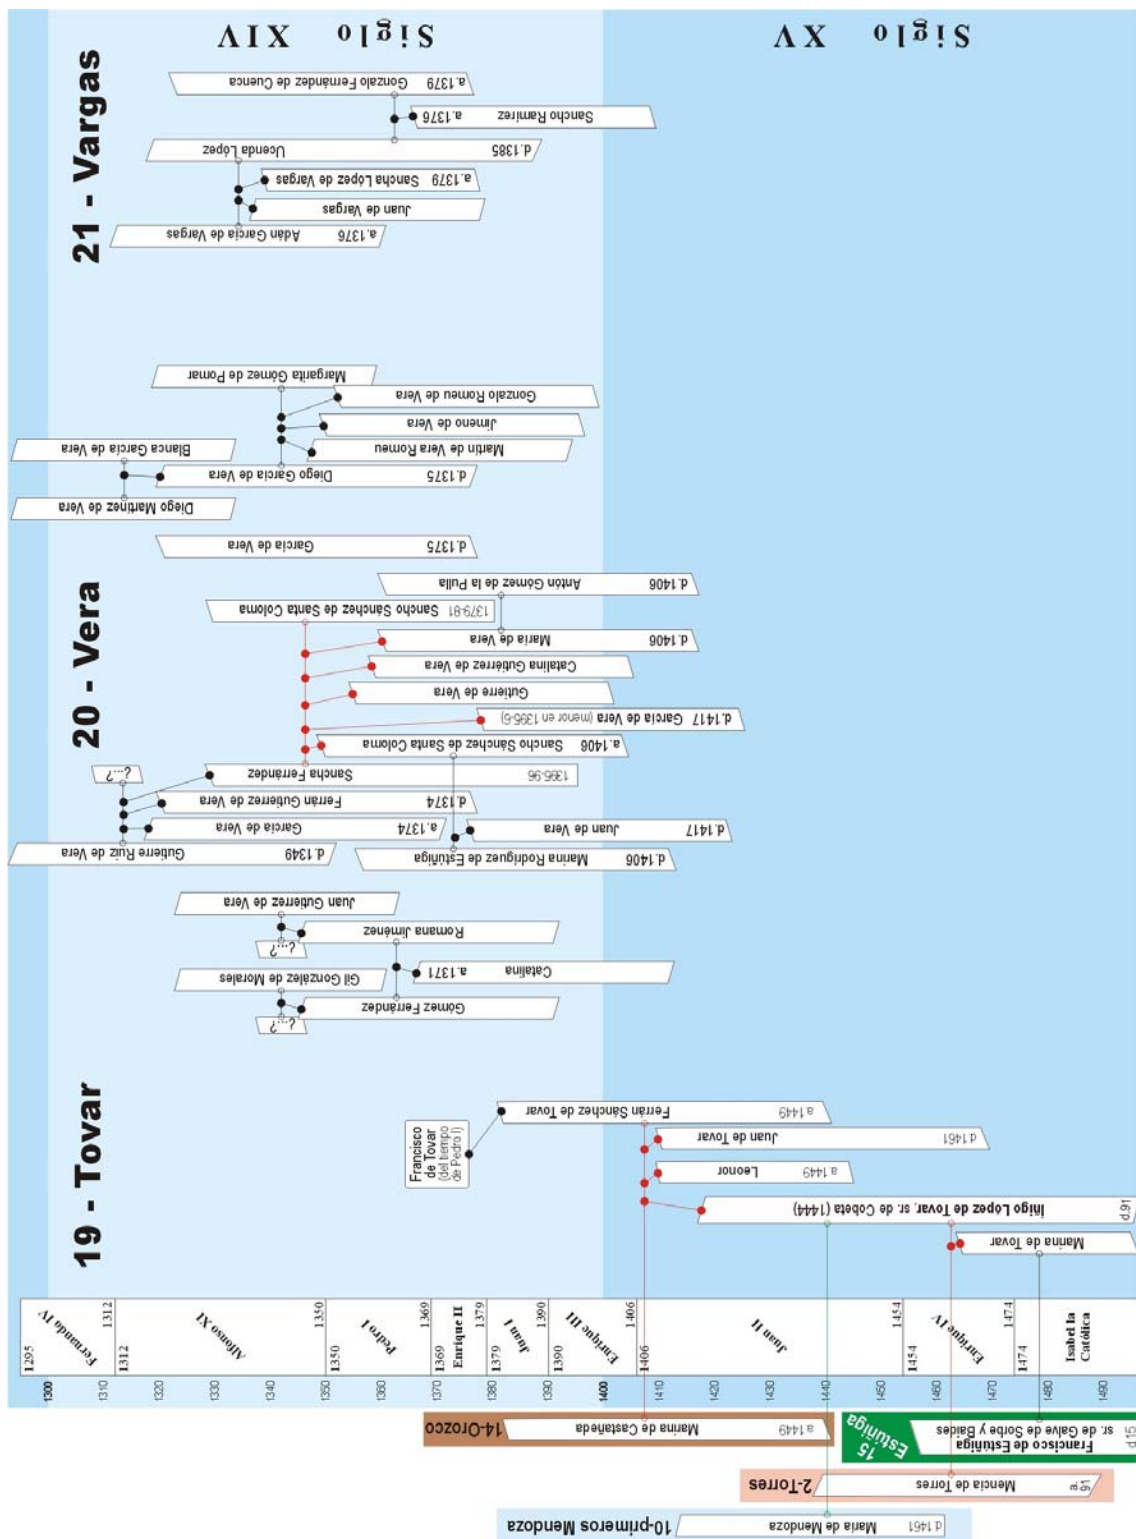 Siglo XIV
Siglo XV
21 - Vargas
Gonzalo Fernández de Cuenca a.1379
Sancho Ramírez a.1376
Ucenda López d.1385
Sancha López de Vargas a.1379
Juan de Vargas
Adán García de Vargas a.1376
20 - Vera
Margarita Gómez de Pomar
Gonzalo Romeu de Vera
Jimeno de Vera
Blanca García de Vera
Martín de Vera Romeu
Diego García de Vera d.1375
Diego Martínez de Vera
García de Vera d.1375
Antón Gómez de la Pulla d.1406
Sancho Sánchez de Santa Coloma 1379-81
María de Vera d.1406
Catalina Gutiérrez de Vera
Gutierre de Vera
García de Vera (menor en 1395-6) d.1417
Sancho Sánchez de Santa Coloma a.1406
¿...?
Sancha Ferrández 1395-96
Ferrán Gutierrez de Vera d.1374
García de Vera a.1374
Juan de Vera d.1417
Gutierre Ruiz de Vera d.1349
Marina Rodríguez de Estúñiga d.1406
Juan Gutierrez de Vera
Romana Jiménez
¿...?
Catalina a.1371
Gil González de Morales
Gómez Ferrández
¿...?
19 - Tovar
Ferrán Sánchez de Tovar a.1449
Francisco
de Tovar
(del tiempo
de Pedro I)
Juan de Tovar d.1461
Leonor a.1449
Iñigo López de Tovar, sr. de Cobeta (1444) d.91
Marina de Tovar
1295 Fernando IV 1312
1312 Alfonso XI 1350
1350 Pedro I 1369
1369 Enrique II 1379
1379 Juan I 1390
1390 Enrique III 1406
1406 Juan II 1454
1454 Enrique IV 1474
1474 Isabel la
Católica
1300 1310 1320 1330 1340 1350 1360 1370 1380 1390 1400 1410 1420 1430 1440 1450 1460 1470 1480 1490
14-Orozco
Marina de Castañeda a.1449
15
Estúñiga
Francisco de Estúñiga
sr. de Galve de Sorbe y Baides
d.15
2-Torres
Mencía de Torres a.
91
10-primeros Mendoza
María de Mendoza d.1461